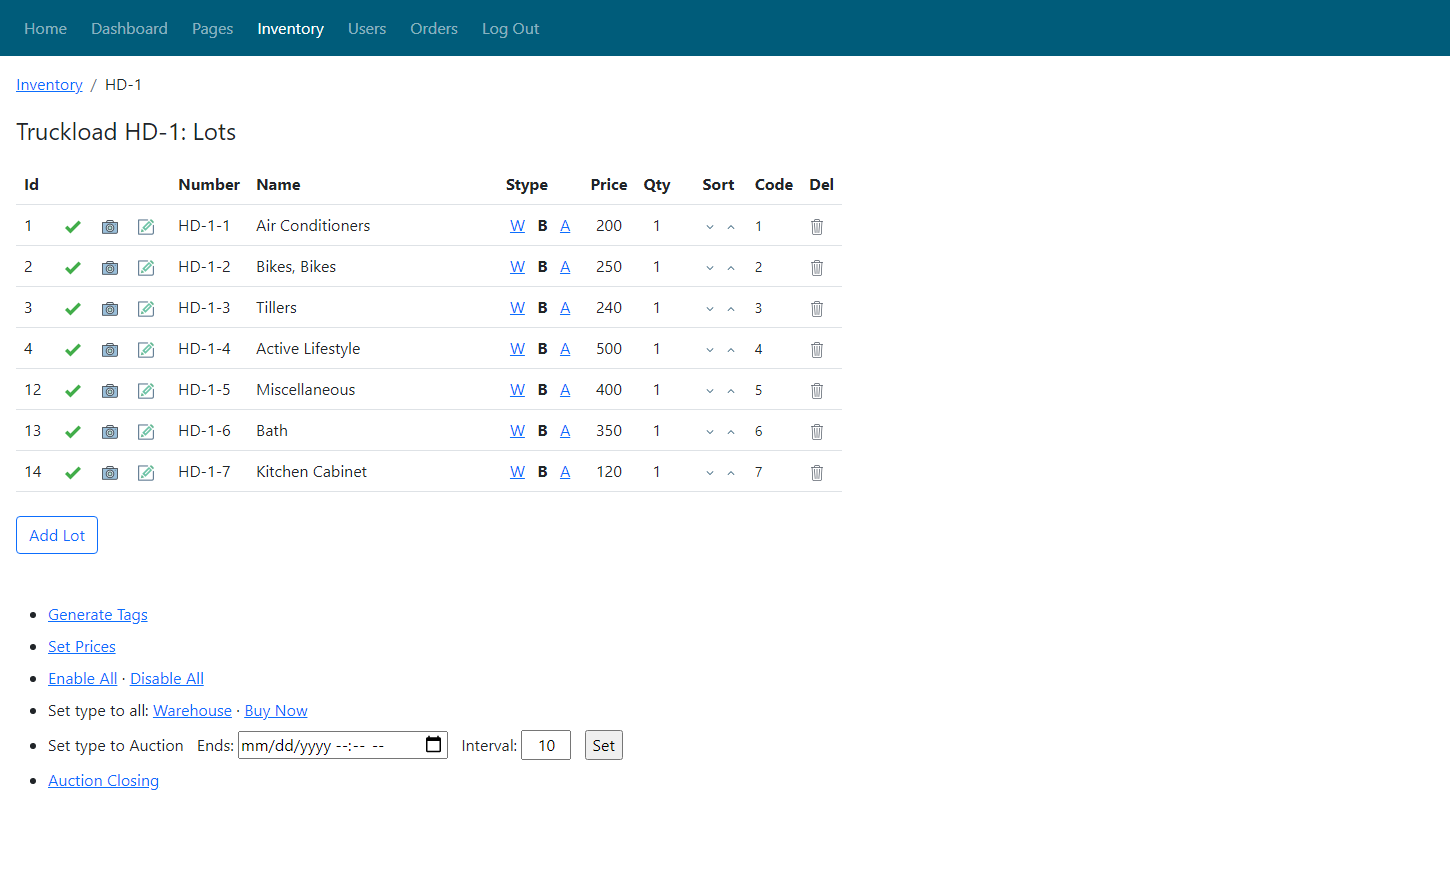 Home Dashboard Pages Inventory Users Orders Log Out
Inventory / HD-1
Truckload HD-1: Lots
Id Number Name Stype Price Qty Sort Code Del
1 HD-1-1 Air Conditioners W B A 200 1 1
2 HD-1-2 Bikes, Bikes W B A 250 1 2
3 HD-1-3 Tillers W B A 240 1 3
4 HD-1-4 Active Lifestyle W B A 500 1 4
12 HD-1-5 Miscellaneous W B A 400 1 5
13 HD-1-6 Bath W B A 350 1 6
14 HD-1-7 Kitchen Cabinet W B A 120 1 7
Add Lot
Generate Tags
Set Prices
Enable All · Disable All
Set type to all: Warehouse · Buy Now
Set type to Auction Ends: mm/dd/yyyy --:-- -- Interval: 10 Set
Auction Closing